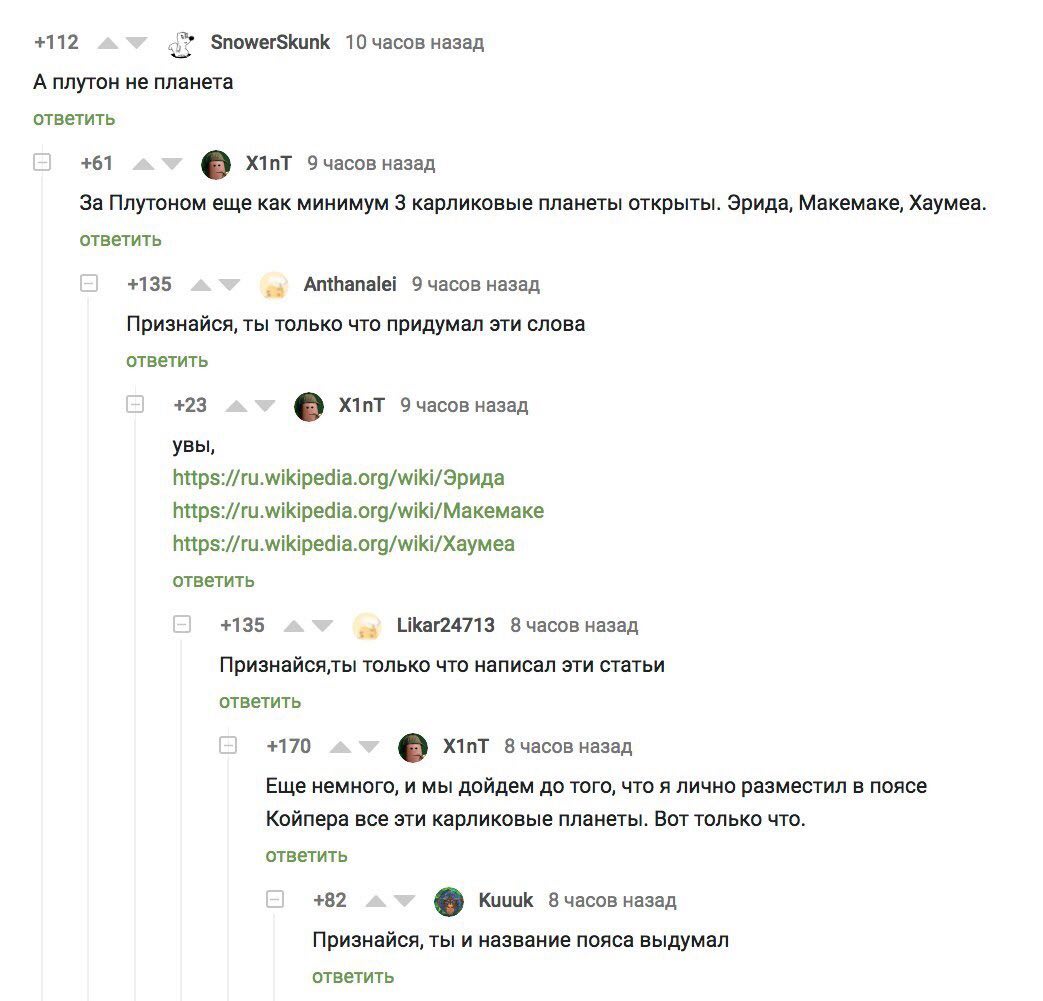 +112 SnowerSkunk 10 часов назад
А плутон не планета
ответить
+61 X1nT 9 часов назад
За Плутоном еще как минимум 3 карликовые планеты открыты. Эрида, Макемаке, Хаумеа.
ответить
+135 Anthanalei 9 часов назад
Признайся, ты только что придумал эти слова
ответить
+23 X1nT 9 часов назад
увы,
https://ru.wikipedia.org/wiki/Эрида
https://ru.wikipedia.org/wiki/Макемаке
https://ru.wikipedia.org/wiki/Хаумеа
ответить
+135 Likar24713 8 часов назад
Признайся,ты только что написал эти статьи
ответить
+170 X1nT 8 часов назад
Еще немного, и мы дойдем до того, что я лично разместил в поясе
Койпера все эти карликовые планеты. Вот только что.
ответить
+82 Kuuuk 8 часов назад
Признайся, ты и название пояса выдумал
ответить